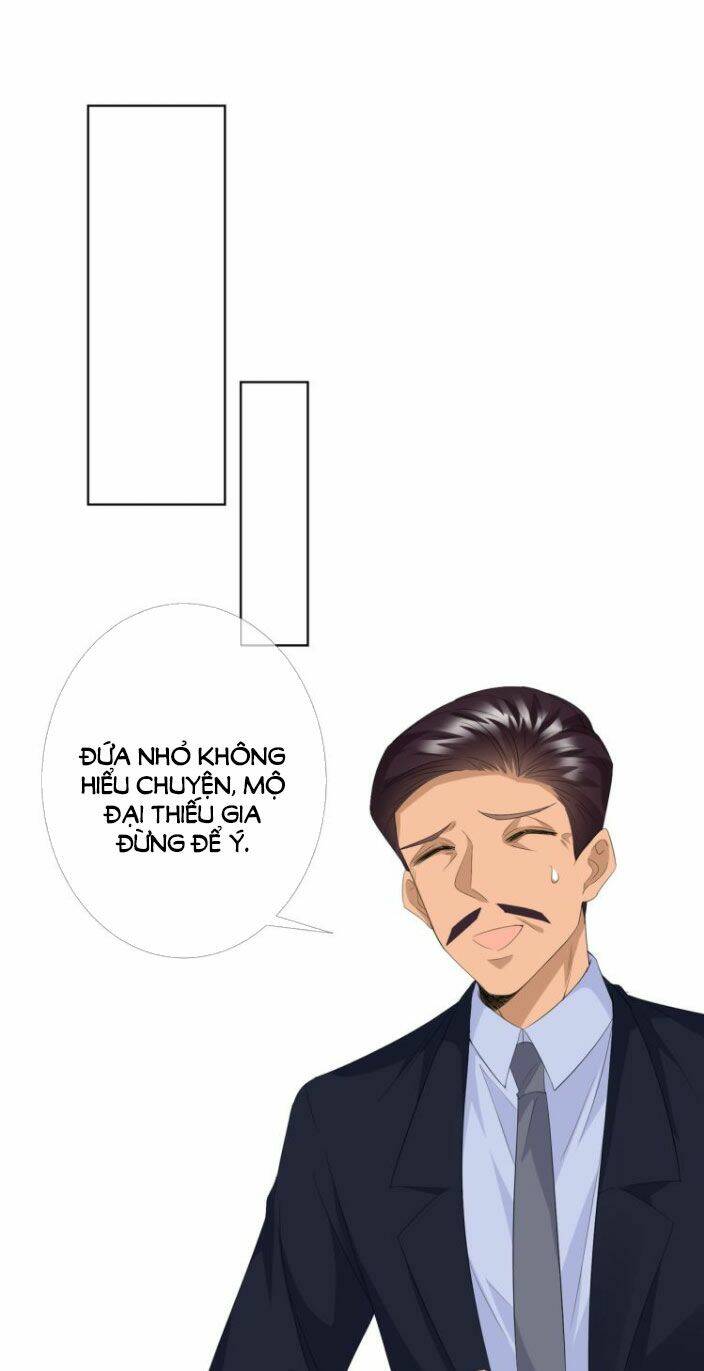 ĐỨA NHỎ KHÔNG
HIỂU CHUYỆN, MỘ
ĐẠI THIẾU GIA
ĐỪNG ĐỂ Ý.